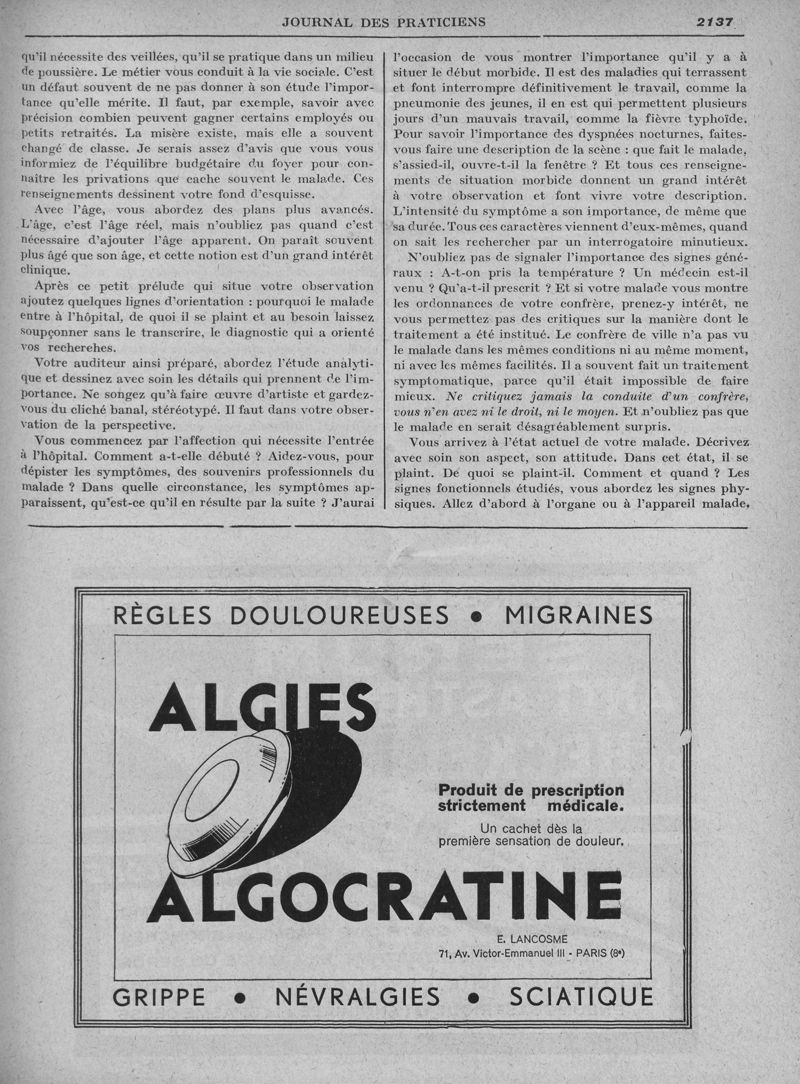 JOURNAL DES PRATICIENS 2137
qu'il nécessite des veillées, qu'il se pratique dans un milieu
de poussière. Le métier vous conduit à la vie sociale. C'est
un défaut souvent de ne pas donner à son étude l'impor-
tance qu'elle mérite. Il faut, par exemple, savoir avec
précision combien peuvent gagner certains employés ou
petits retraités. La misère existe, mais elle a souvent
changé de classe. Je serais assez d'avis que vous vous
informiez de l'équilibre budgétaire du foyer pour con-
naître les privations que cache souvent le malade. Ces
renseignements dessinent votre fond d'esquisse.
Avec l'âge, vous abordez des plans plus avancés.
L'âge, c'est l'âge réel, mais n'oubliez pas quand c'est
nécessaire d'ajouter l'âge apparent. On paraît souvent
plus âgé que son âge, et cette notion est d'un grand intérêt
clinique.
Après ce petit prélude qui situe votre observation
ajoutez quelques lignes d'orientation : pourquoi le malade
entre à l'hôpital, de quoi il se plaint et au besoin laissez
soupçonner sans le transcrire, le diagnostic qui a orienté
vos recherches.
Votre auditeur ainsi préparé, abordez l'étude analyti-
que et dessinez avec soin les détails qui prennent de l'im-
portance. Ne songez qu'à faire œuvre d'artiste et gardez-
vous du cliché banal, stéréotypé. Il faut dans votre obser-
vation de la perspective.
Vous commencez par l'affection qui nécessite l'entrée
à l'hôpital. Comment a-t-elle débuté ? Aidez-vous, pour
dépister les symptômes, des souvenirs professionnels du
malade ? Dans quelle circonstance, les symptômes ap-
paraissent, qu'est-ce qu'il en résulte par la suite ? J'aurai
l'occasion de vous montrer l'importance qu'il y a à
situer le début morbide. Il est des maladies qui terrassent
et font interrompre définitivement le travail, comme la
pneumonie des jeunes, il en est qui permettent plusieurs
jours d'un mauvais travail, comme la fièvre typhoïde.
Pour savoir l'importance des dyspnées nocturnes, faites-
vous faire une description de la scène : que fait le malade,
s'assied-il, ouvre-t-il la fenêtre ? Et tous ces renseigne-
ments de situation morbide donnent un grand intérêt
à votre observation et font vivre votre description.
L'intensité du symptôme a son importance, de même que
sa durée. Tous ces caractères viennent d'eux-mêmes, quand
on sait les rechercher par un interrogatoire minutieux.
N'oubliez pas de signaler l'importance des signes géné-
raux : A-t-on pris la température ? Un médecin est-il
venu ? Qu'a-t-il prescrit ? Et si votre malade vous montre
les ordonnances de votre confrère, prenez-y intérêt, ne
vous permettez pas des critiques sur la manière dont le
traitement a été institué. Le confrère de ville n'a pas vu
le malade dans les mêmes conditions ni au même moment,
ni avec les mêmes facilités. Il a souvent fait un traitement
symptomatique, parce qu'il était impossible de faire
mieux. Ne critiquez jamais la conduite d'un confrère,
vous n'en avez ni le droit, ni le moyen. Et n'oubliez pas que
le malade en serait désagréablement surpris.
Vous arrivez à l'état actuel de votre malade. Décrivez
avec soin son aspect, son attitude. Dans cet état, il se
plaint. De quoi se plaint-il. Comment et quand ? Les
signes fonctionnels étudiés, vous abordez les signes phy-
siques. Allez d'abord à l'organe ou à l'appareil malade,
RÈGLES DOULOUREUSES • MIGRAINES
ALGIES
Produit de prescription
strictement médicale.
Un cachet dès la
première sensation de douleur.
ALGOCRATINE
E. LANCOSME
71, Av. Victor-Emmanuel III - PARIS (8e)
GRIPPE • NÉVRALGIES • SCIATIQUE